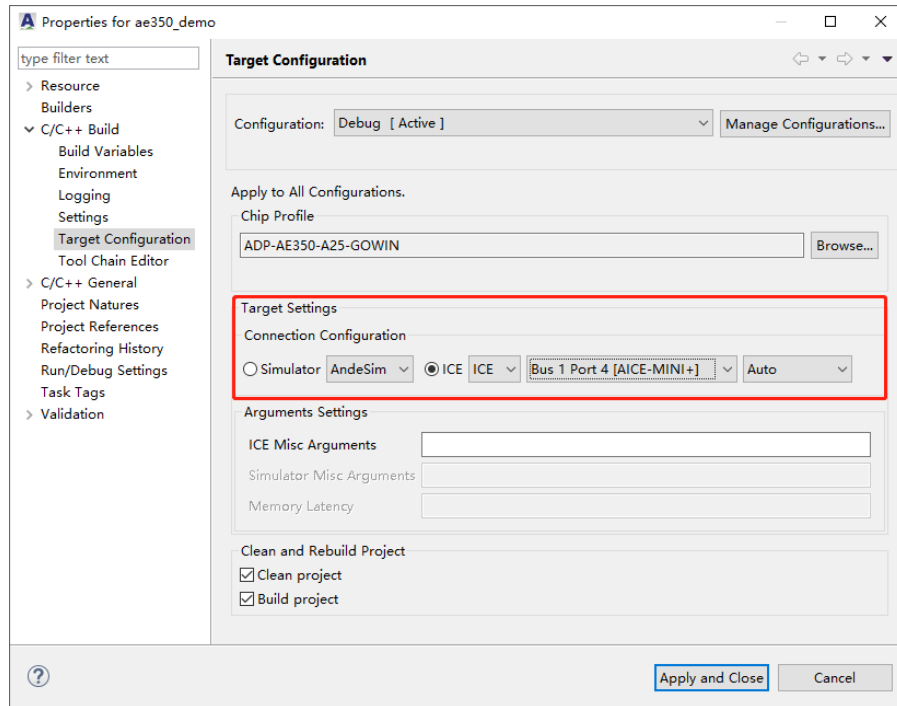 Properties for ae350_demo
type filter text
Target Configuration
Resource
Builders
C/C++ Build
Build Variables
Environment
Logging
Settings
Target Configuration
Tool Chain Editor
C/C++ General
Project Natures
Project References
Refactoring History
Run/Debug Settings
Task Tags
Validation
Configuration: Debug [ Active ] Manage Configurations...
Apply to All Configurations.
Chip Profile
ADP-AE350-A25-GOWIN Browse...
Target Settings
Connection Configuration
Simulator AndeSim ICE ICE Bus 1 Port 4 [AICE-MINI+] Auto
Arguments Settings
ICE Misc Arguments
Simulator Misc Arguments
Memory Latency
Clean and Rebuild Project
Clean project
Build project
? Apply and Close Cancel